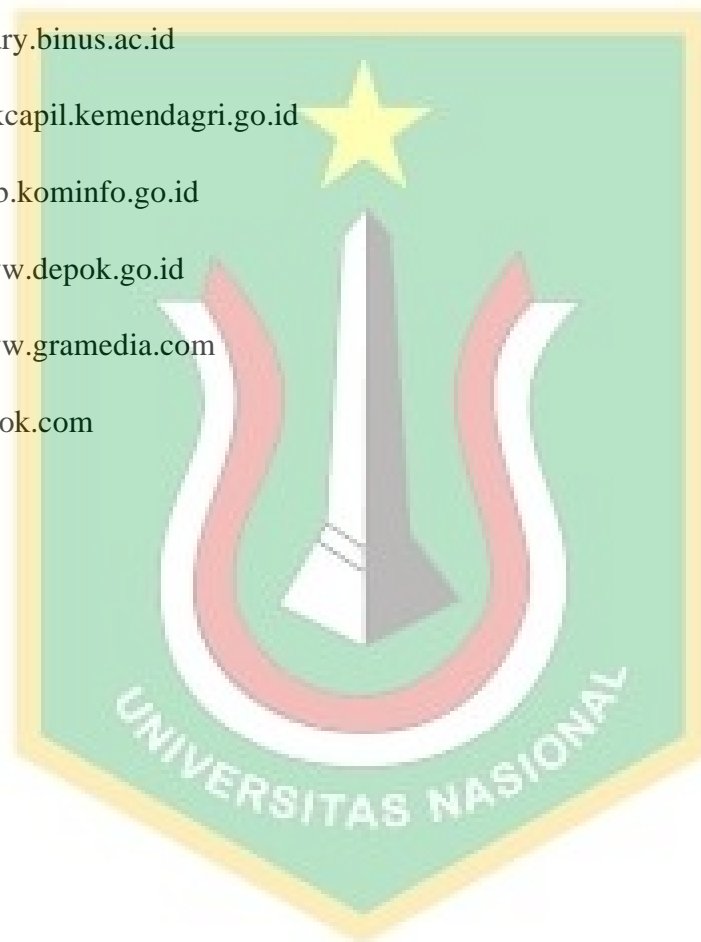 ry.binus.ac.id
capil.kemendagri.go.id
.kominfo.go.id
w.depok.go.id
w.gramedia.com
ok.com
UNIVERSITAS NASIONAL